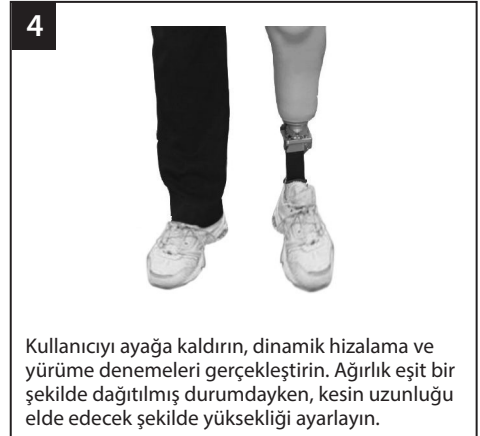 4
Kullanıcıyı ayağa kaldırın, dinamik hizalama ve
yürüme denemeleri gerçekleştirin. Ağırlık eşit bir
şekilde dağıtılmış durumdayken, kesin uzunluğu
elde edecek şekilde yüksekliği ayarlayın.